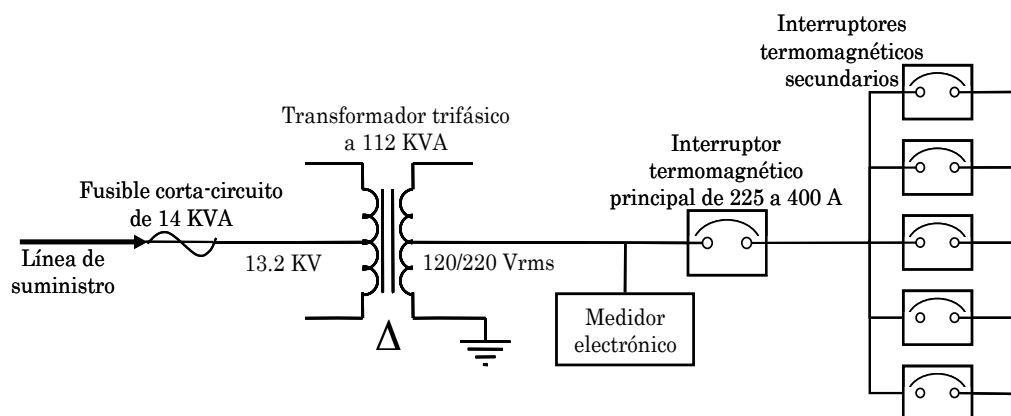 Interruptores
termomagnéticos
secundarios
Transformador trifásico
a 112 KVA
Interruptor
termomagnético
principal de 225 a 400 A
Fusible corta-circuito
de 14 KVA
Línea de
suministro
13.2 KV
120/220 Vrms
Δ
Medidor
electrónico